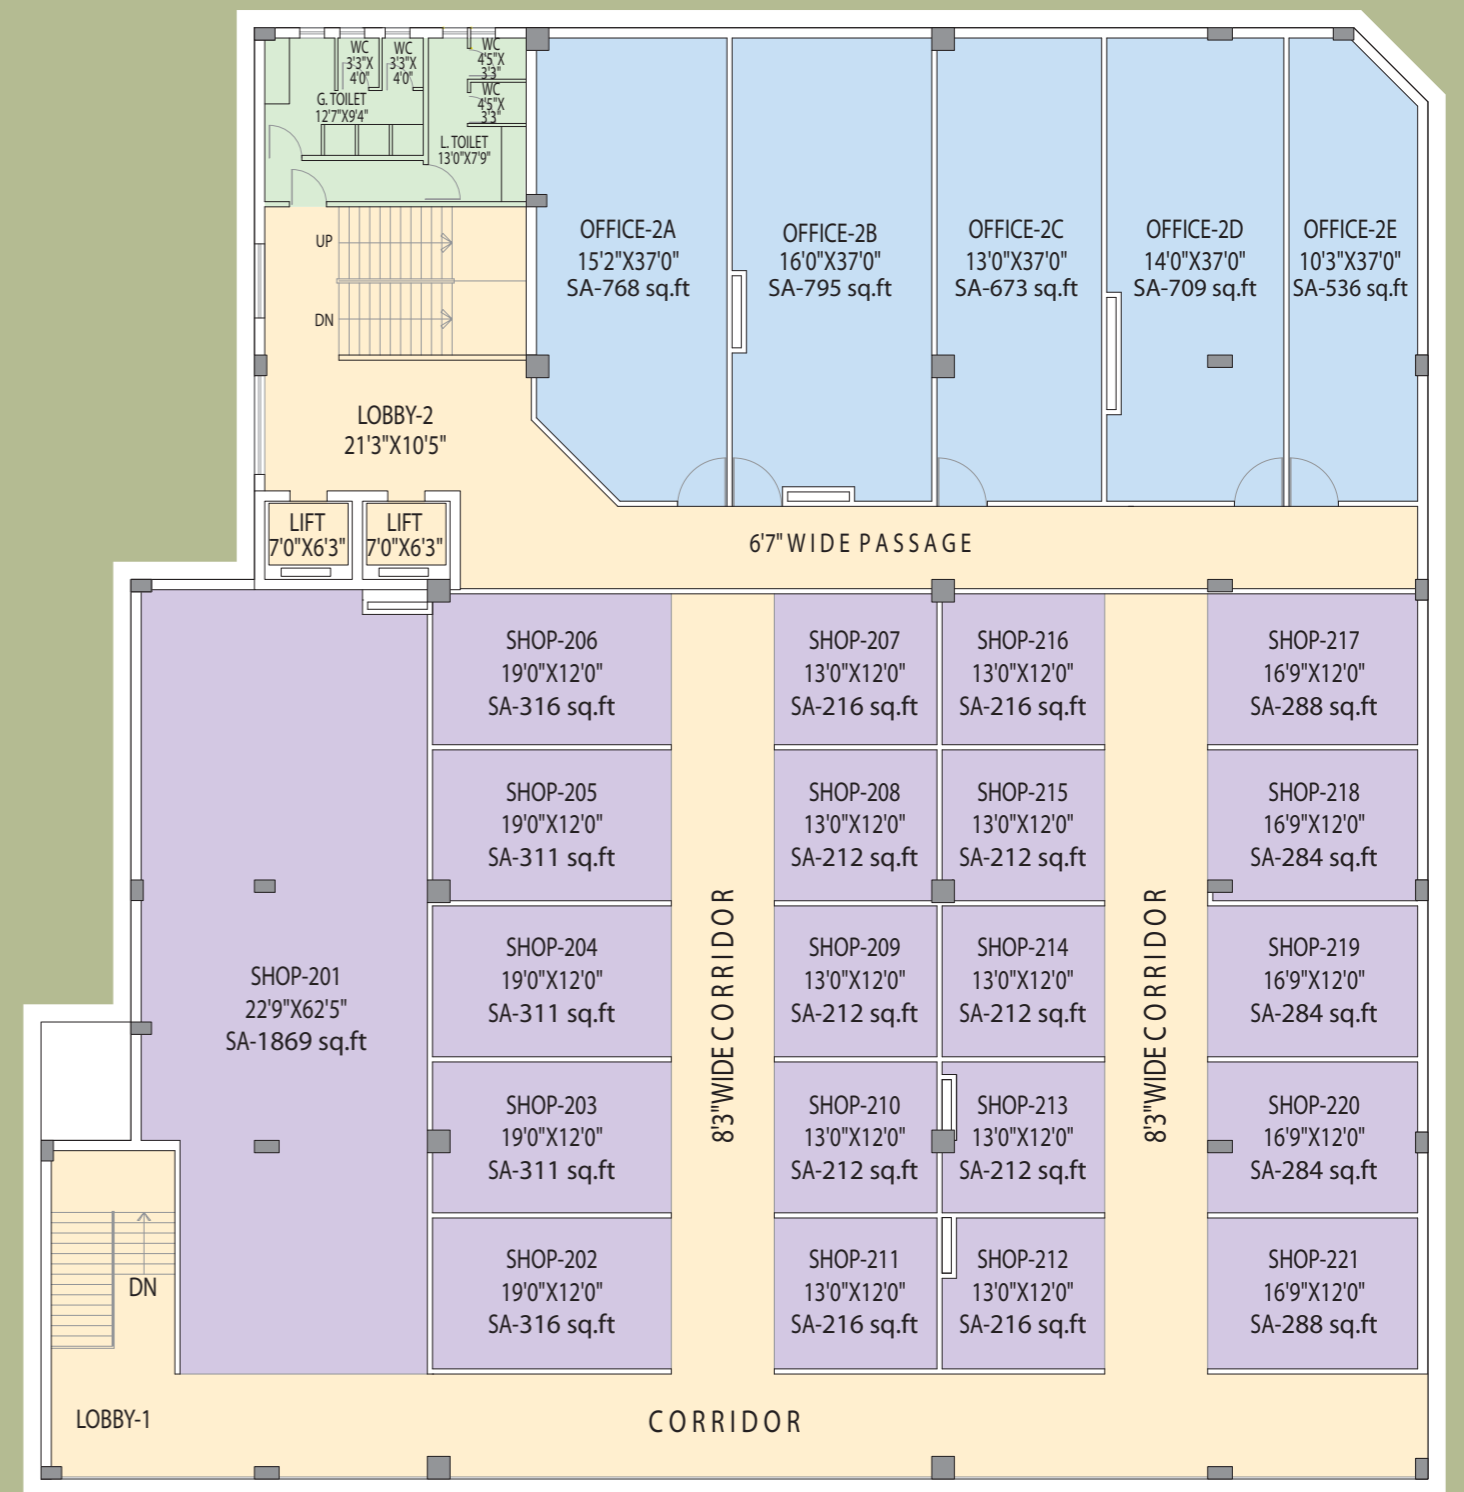 WC
3'3"X
4'0"
WC
3'3"X
4'0"
WC
4'5"X
3'3"
WC
4'5"X
3'3"
G. TOILET
12'7"X9'4"
L. TOILET
13'0"X7'9"
UP
DN
OFFICE-2A
15'2"X37'0"
SA-768 sq.ft
OFFICE-2B
16'0"X37'0"
SA-795 sq.ft
OFFICE-2C
13'0"X37'0"
SA-673 sq.ft
OFFICE-2D
14'0"X37'0"
SA-709 sq.ft
OFFICE-2E
10'3"X37'0"
SA-536 sq.ft
LOBBY-2
21'3"X10'5"
LIFT
7'0"X6'3"
LIFT
7'0"X6'3"
6'7" WIDE PASSAGE
SHOP-206
19'0"X12'0"
SA-316 sq.ft
SHOP-207
13'0"X12'0"
SA-216 sq.ft
SHOP-216
13'0"X12'0"
SA-216 sq.ft
SHOP-217
16'9"X12'0"
SA-288 sq.ft
SHOP-205
19'0"X12'0"
SA-311 sq.ft
SHOP-208
13'0"X12'0"
SA-212 sq.ft
SHOP-215
13'0"X12'0"
SA-212 sq.ft
SHOP-218
16'9"X12'0"
SA-284 sq.ft
SHOP-201
22'9"X62'5"
SA-1869 sq.ft
SHOP-204
19'0"X12'0"
SA-311 sq.ft
8'3"WIDE CORRIDOR
SHOP-209
13'0"X12'0"
SA-212 sq.ft
SHOP-214
13'0"X12'0"
SA-212 sq.ft
8'3"WIDE CORRIDOR
SHOP-219
16'9"X12'0"
SA-284 sq.ft
SHOP-203
19'0"X12'0"
SA-311 sq.ft
SHOP-210
13'0"X12'0"
SA-212 sq.ft
SHOP-213
13'0"X12'0"
SA-212 sq.ft
SHOP-220
16'9"X12'0"
SA-284 sq.ft
DN
SHOP-202
19'0"X12'0"
SA-316 sq.ft
SHOP-211
13'0"X12'0"
SA-216 sq.ft
SHOP-212
13'0"X12'0"
SA-216 sq.ft
SHOP-221
16'9"X12'0"
SA-288 sq.ft
LOBBY-1
CORRIDOR